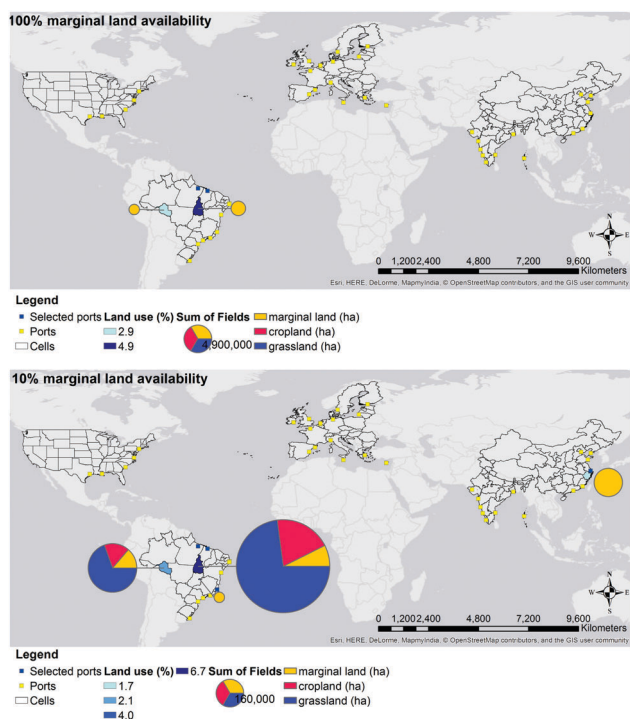 100% marginal land availability
N
W E
S
0 1,200 2,400 4,800 7,200 9,600
Kilometers
Esri, HERE, DeLorme, MapmyIndia, © OpenStreetMap contributors, and the GIS user community.
Legend
Selected ports Land use (%) Sum of Fields marginal land (ha)
Ports 2.9 cropland (ha)
Cells 4.9 4,900,000 grassland (ha)
10% marginal land availability
N
W E
S
0 1,200 2,400 4,800 7,200 9,600
Kilometers
Esri, HERE, DeLorme, MapmyIndia, © OpenStreetMap contributors, and the GIS user community.
Legend
Selected ports Land use (%) 6.7 Sum of Fields marginal land (ha)
Ports 1.7 cropland (ha)
Cells 2.1 160,000 grassland (ha)
4.0